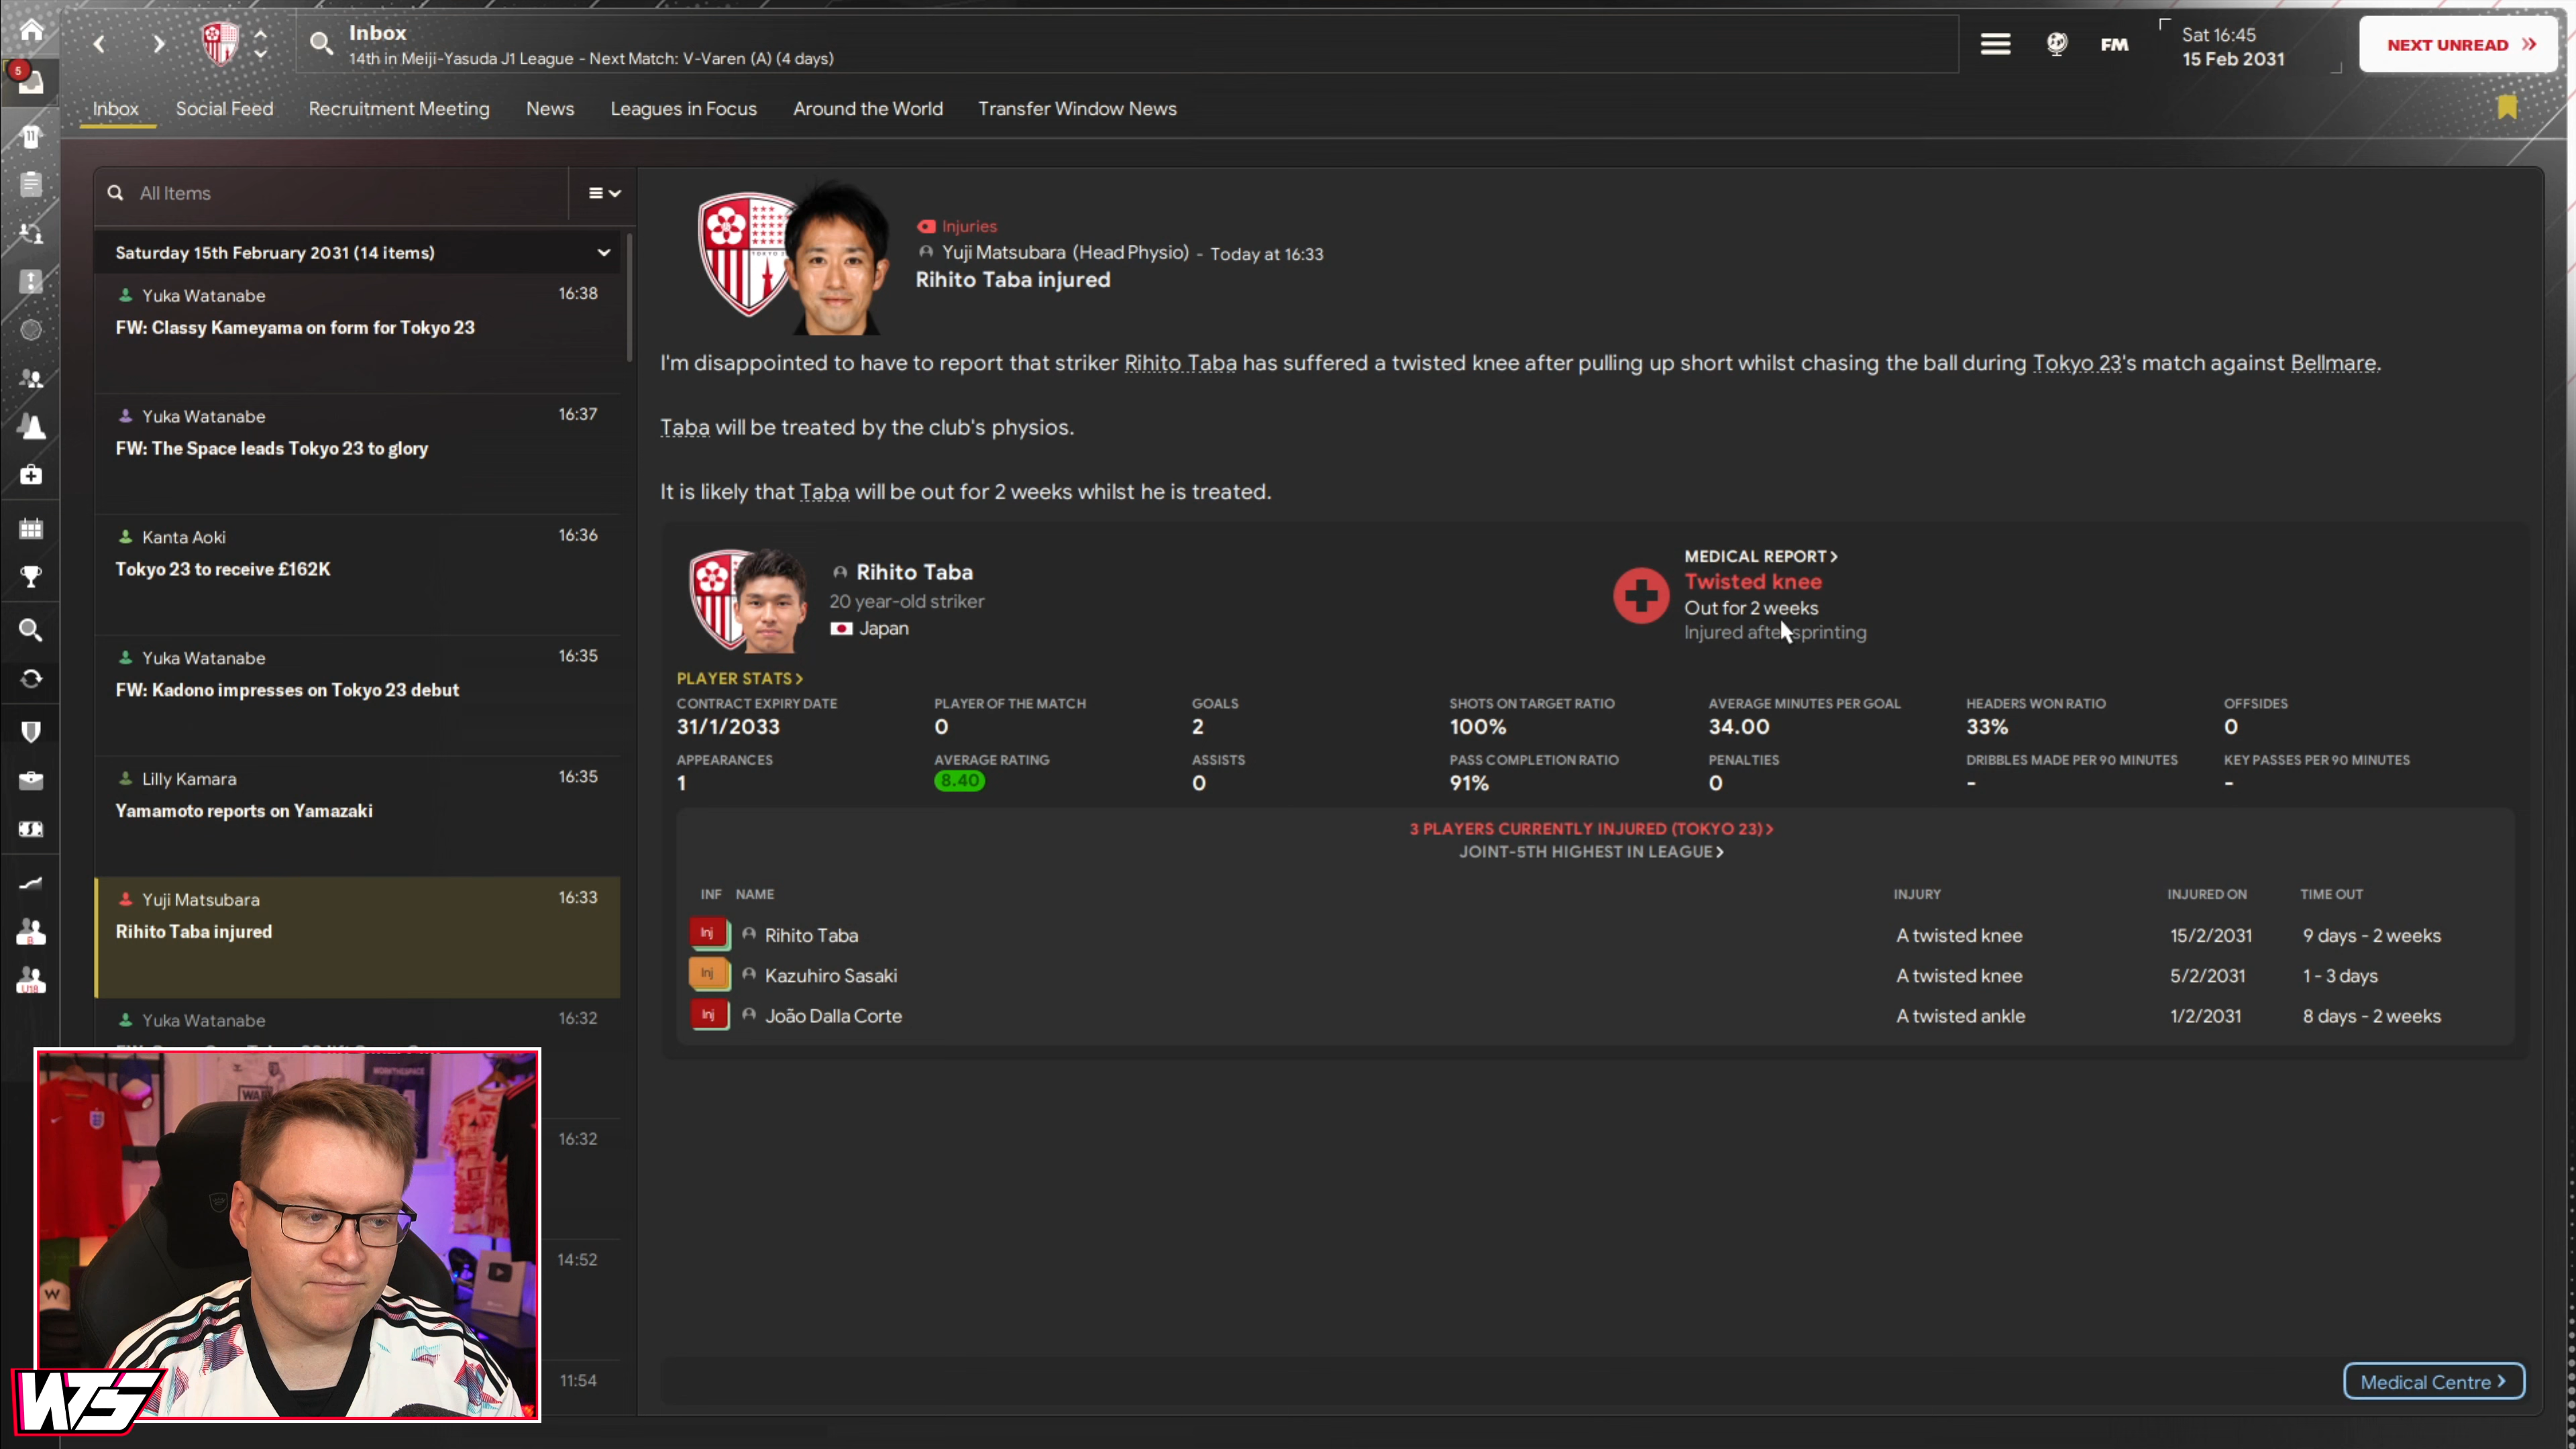 Inbox
14th in Meiji-Yasuda J1 League - Next Match: V-Varen (A) (4 days)
FM
Sat 16:45
15 Feb 2031
NEXT UNREAD
5
11
Inbox
Social Feed
Recruitment Meeting
News
Leagues in Focus
Around the World
Transfer Window News
All Items
Saturday 15th February 2031 (14 items)
Yuka Watanabe 16:38
FW: Classy Kameyama on form for Tokyo 23
Yuka Watanabe 16:37
FW: The Space leads Tokyo 23 to glory
Kanta Aoki 16:36
Tokyo 23 to receive £162K
Yuka Watanabe 16:35
FW: Kadono impresses on Tokyo 23 debut
Lilly Kamara 16:35
Yamamoto reports on Yamazaki
Yuji Matsubara 16:33
Rihito Taba injured
Yuka Watanabe 16:32
16:32
14:52
11:54
B
U18
Injuries
Yuji Matsubara (Head Physio) - Today at 16:33
Rihito Taba injured
I'm disappointed to have to report that striker Rihito Taba has suffered a twisted knee after pulling up short whilst chasing the ball during Tokyo 23's match against Bellmare.
Taba will be treated by the club's physios.
It is likely that Taba will be out for 2 weeks whilst he is treated.
Rihito Taba
20 year-old striker
Japan
MEDICAL REPORT
Twisted knee
Out for 2 weeks
Injured after sprinting
PLAYER STATS
CONTRACT EXPIRY DATE PLAYER OF THE MATCH GOALS SHOTS ON TARGET RATIO AVERAGE MINUTES PER GOAL HEADERS WON RATIO OFFSIDES
31/1/2033 0 2 100% 34.00 33% 0
APPEARANCES AVERAGE RATING ASSISTS PASS COMPLETION RATIO PENALTIES DRIBBLES MADE PER 90 MINUTES KEY PASSES PER 90 MINUTES
1 8.40 0 91% 0 - -
3 PLAYERS CURRENTLY INJURED (TOKYO 23)
JOINT-5TH HIGHEST IN LEAGUE
INF NAME INJURY INJURED ON TIME OUT
Inj Rihito Taba A twisted knee 15/2/2031 9 days - 2 weeks
Inj Kazuhiro Sasaki A twisted knee 5/2/2031 1 - 3 days
Inj João Dalla Corte A twisted ankle 1/2/2031 8 days - 2 weeks
Medical Centre
W
WTS